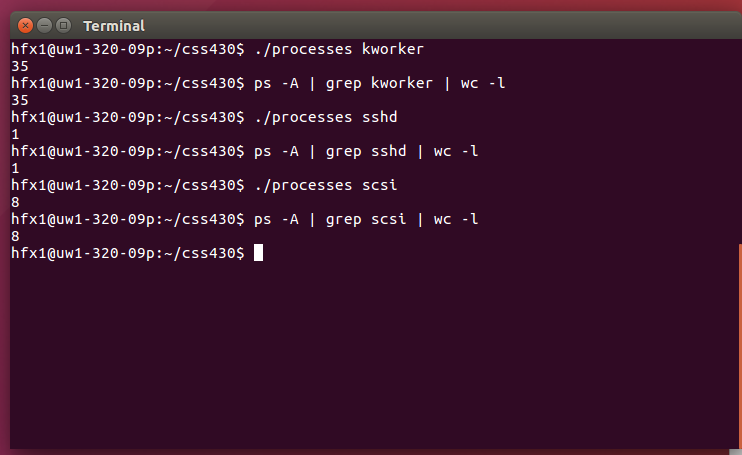 Terminal
hfx1@uw1-320-09p:~/css430$ ./processes kworker
35
hfx1@uw1-320-09p:~/css430$ ps -A | grep kworker | wc -l
35
hfx1@uw1-320-09p:~/css430$ ./processes sshd
1
hfx1@uw1-320-09p:~/css430$ ps -A | grep sshd | wc -l
1
hfx1@uw1-320-09p:~/css430$ ./processes scsi
8
hfx1@uw1-320-09p:~/css430$ ps -A | grep scsi | wc -l
8
hfx1@uw1-320-09p:~/css430$